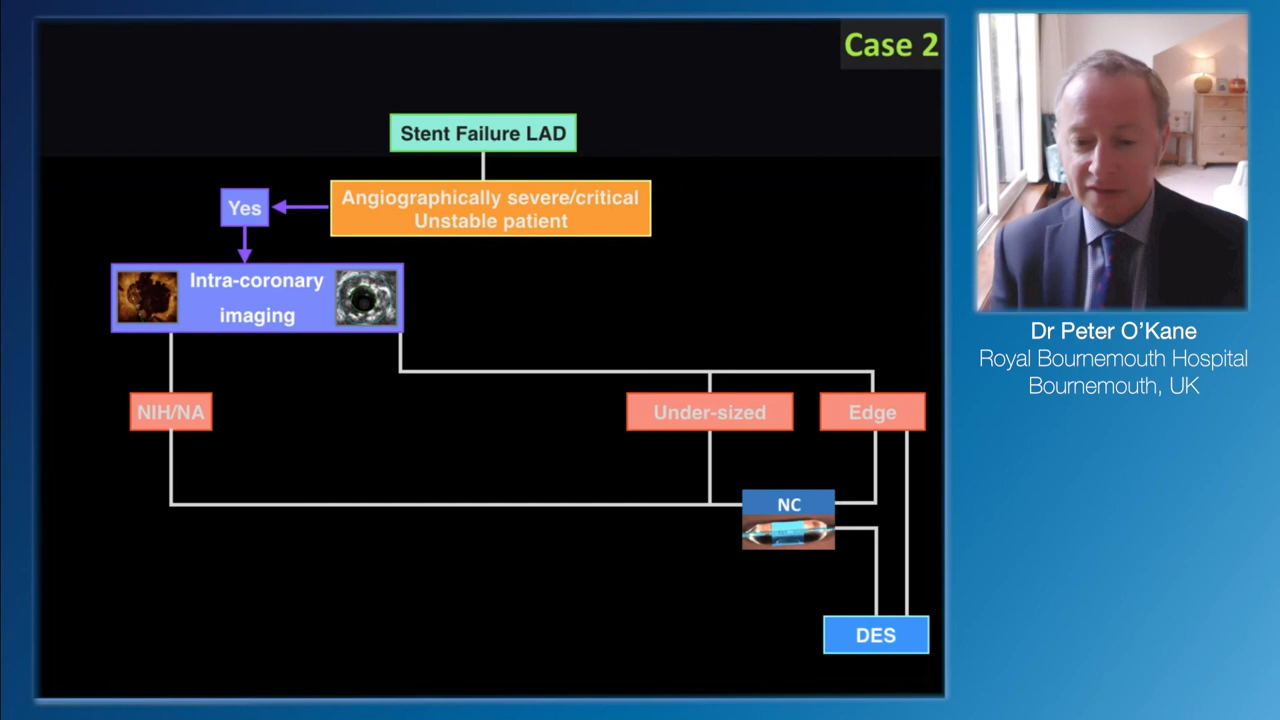 Case 2
Stent Failure LAD
Angiographically severe/critical
Unstable patient
Yes
Intra-coronary
imaging
NIH/NA
Under-sized
Edge
NC
DES
Dr Peter O’Kane
Royal Bournemouth Hospital
Bournemouth, UK